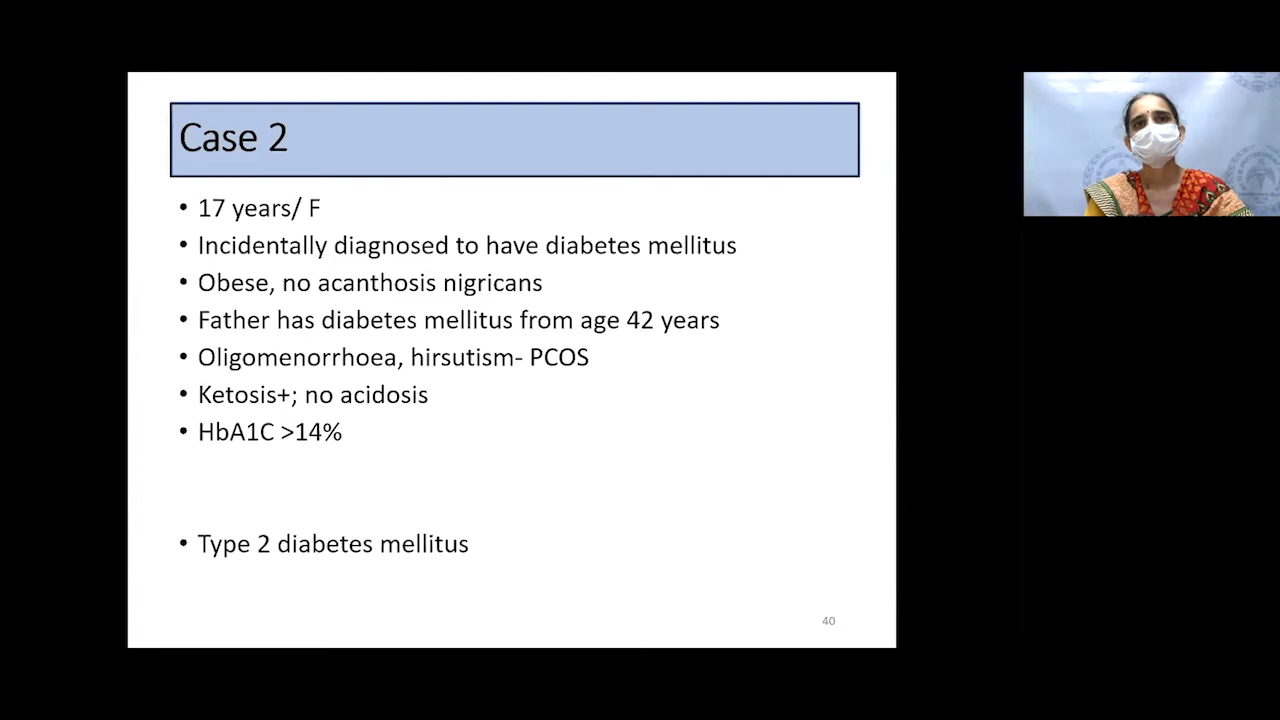 Case 2
• 17 years/ F
• Incidentally diagnosed to have diabetes mellitus
• Obese, no acanthosis nigricans
• Father has diabetes mellitus from age 42 years
• Oligomenorrhoea, hirsutism- PCOS
• Ketosis+; no acidosis
• HbA1C >14%
• Type 2 diabetes mellitus
40